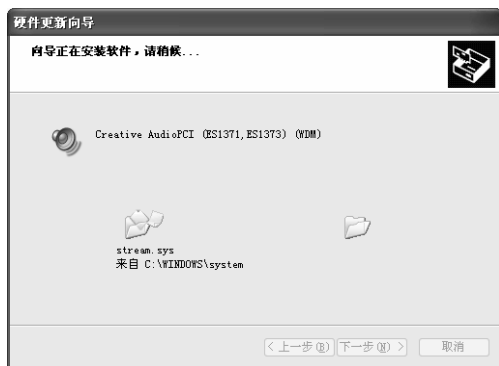 硬件更新向导
向导正在安装软件，请稍候...
Creative AudioPCI (ES1371,ES1373) (WDM)
stream.sys
来自 C:\WINDOWS\system
< 上一步(B) 下一步(N) > 取消